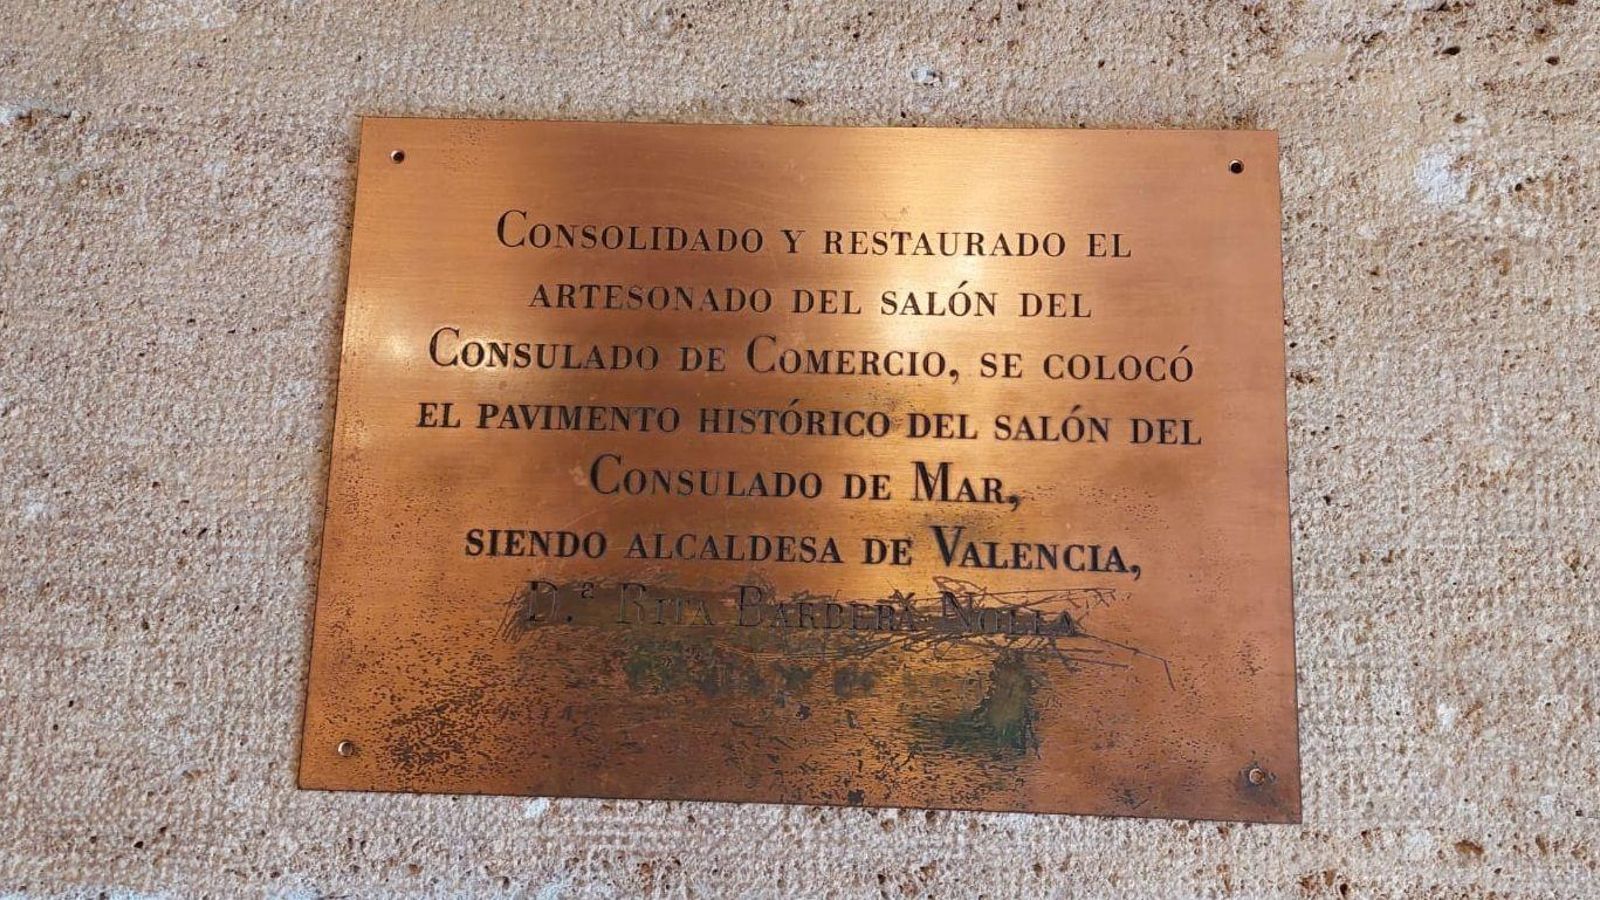 Consolidado y restaurado el
artesonado del salón del
Consulado de Comercio, se colocó
el pavimento histórico del salón del
Consulado de Mar,
siendo alcaldesa de Valencia,
D.ª Rita Barberá Nolla